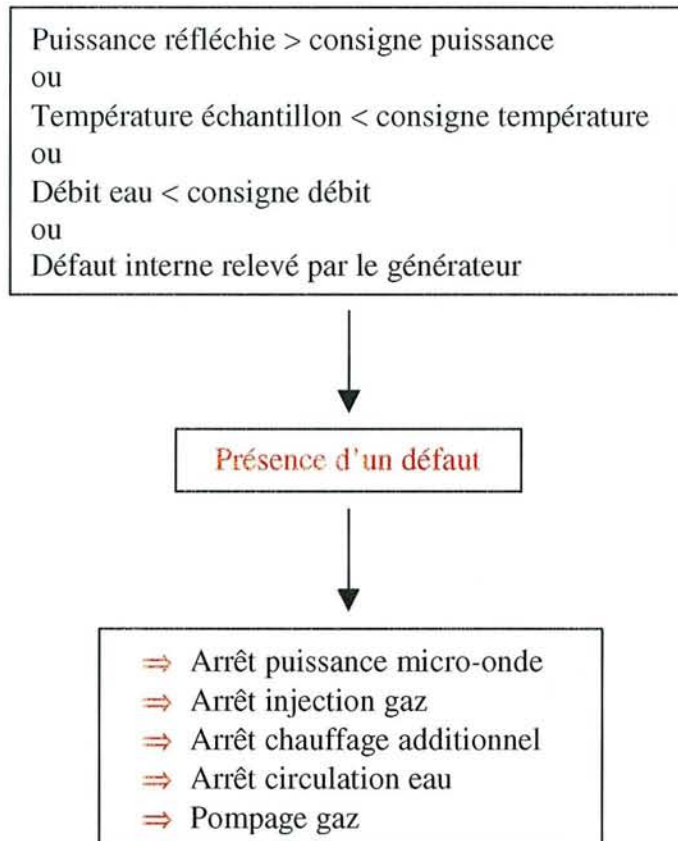 Puissance réfléchie > consigne puissance
ou
Température échantillon < consigne température
ou
Débit eau < consigne débit
ou
Défaut interne relevé par le générateur
Présence d'un défaut
⇒ Arrêt puissance micro-onde
⇒ Arrêt injection gaz
⇒ Arrêt chauffage additionnel
⇒ Arrêt circulation eau
⇒ Pompage gaz